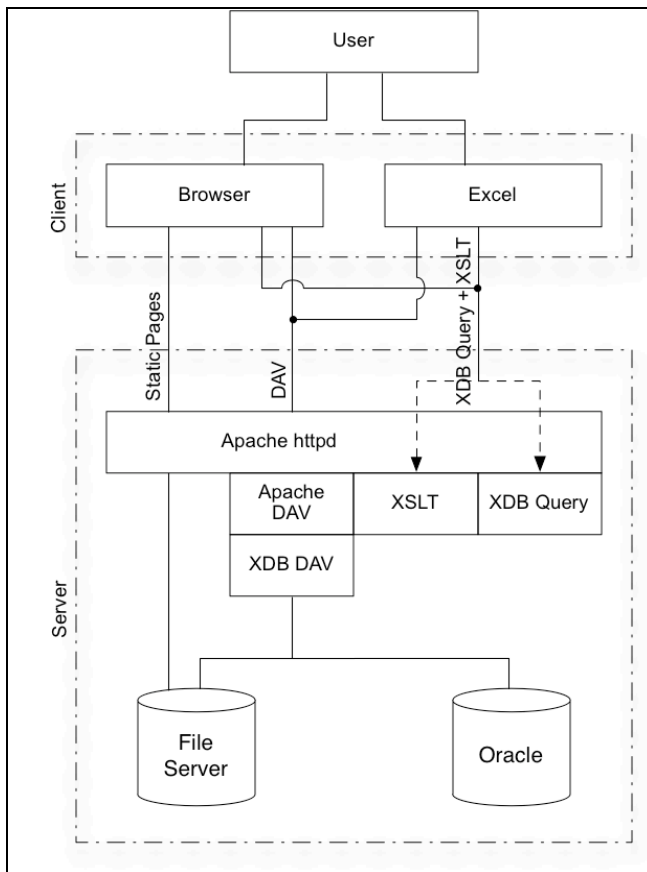 User
Browser
Excel
Client
Static Pages
DAV
XDB Query + XSLT
Apache httpd
Apache
DAV
XSLT
XDB Query
XDB DAV
Server
File
Server
Oracle